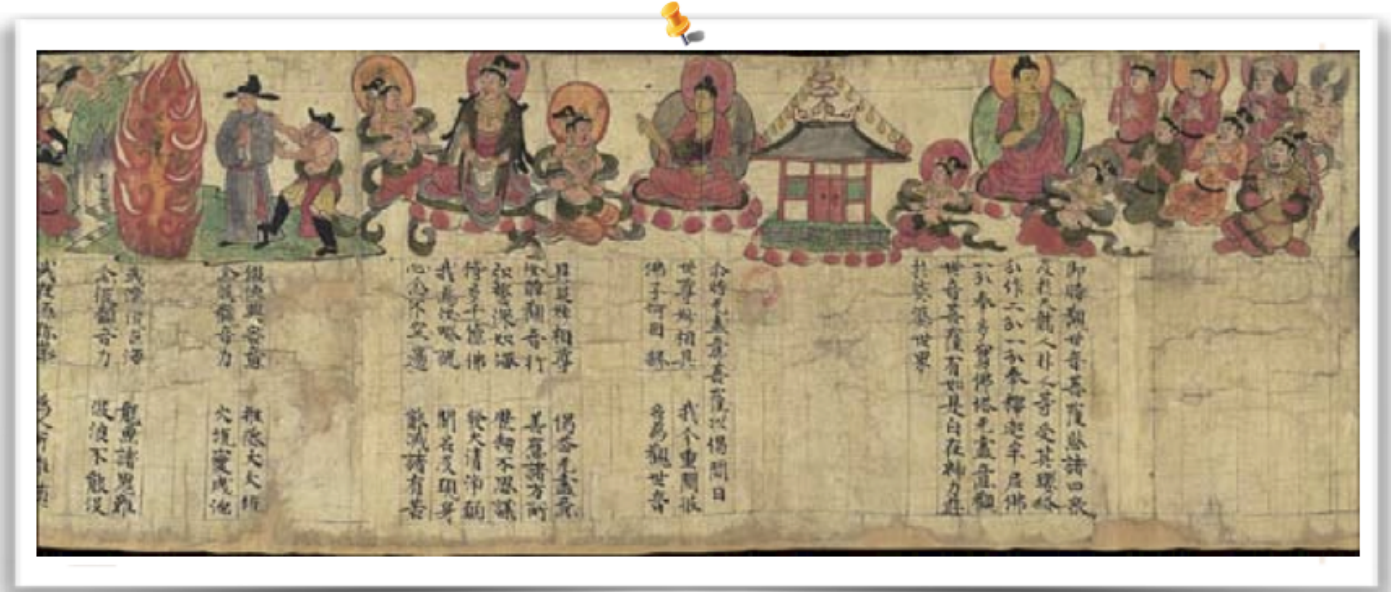 即時觀世音菩薩愍諸四眾
及於天龍人非人等受其瓔珞
分作二分一分奉釋迦牟尼佛
一分奉多寶佛塔无盡意觀
世音菩薩有如是自在神力遊
於娑婆世界
尒時无盡意菩薩以偈問曰
世尊妙相具 我今重問彼
佛子何因緣 名為觀世音
具足妙相尊 偈荅无盡意
汝聽觀音行 善應諸方所
弘誓深如海 歷劫不思議
侍多千億佛 發大清淨願
我為汝略說 聞名及見身
心念不空過 能滅諸有苦
假使興害意 推落大火坑
念彼觀音力 火坑變成池
或漂流巨海 龍魚諸鬼難
念彼觀音力 波浪不能沒